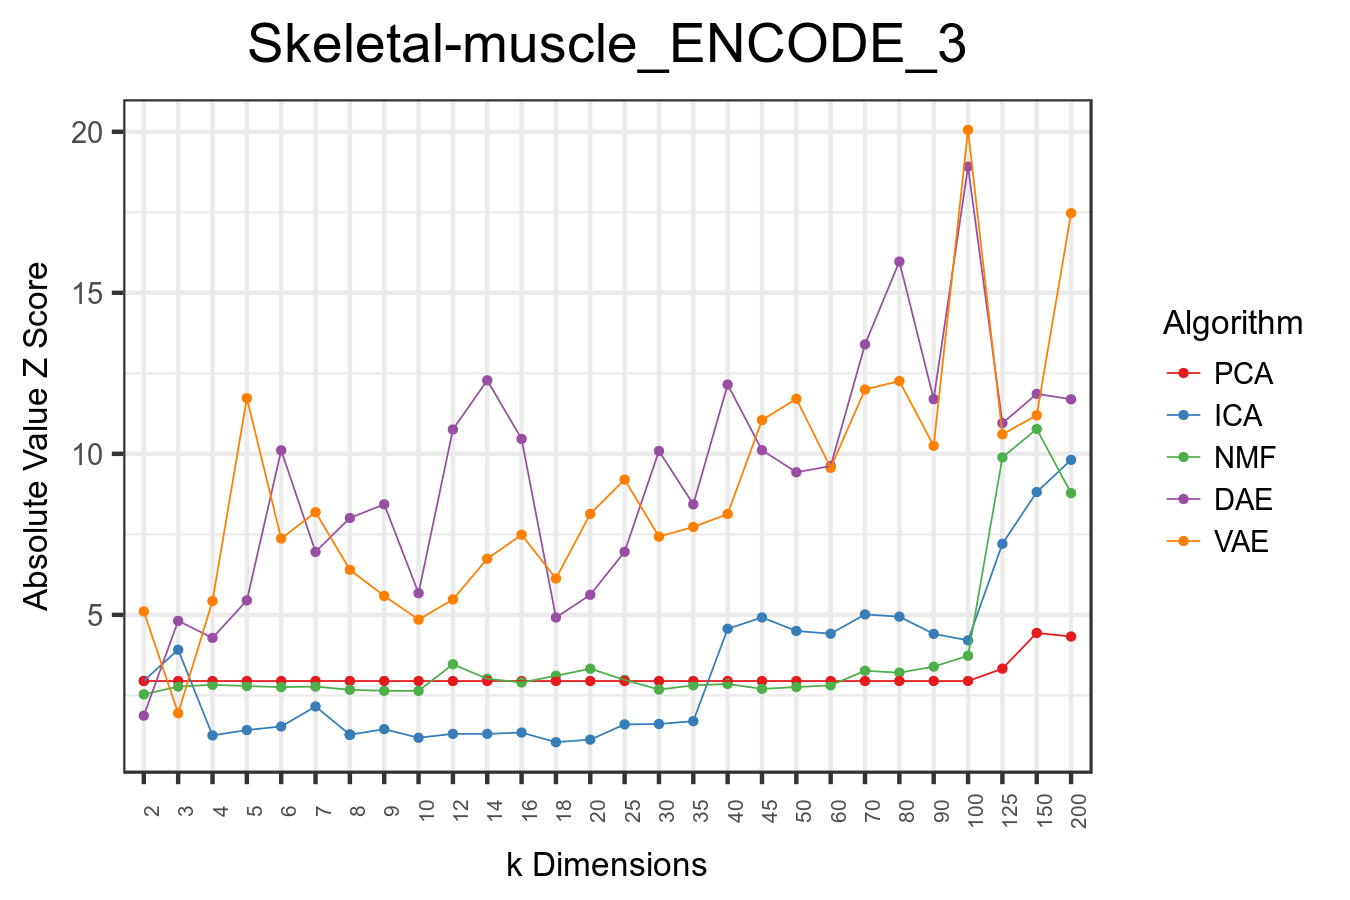 Skeletal-muscle_ENCODE_3
Absolute Value Z Score
20
15
10
5
2 3 4 5 6 7 8 9 10 12 14 16 18 20 25 30 35 40 45 50 60 70 80 90 100 125 150 200
k Dimensions
Algorithm
PCA
ICA
NMF
DAE
VAE